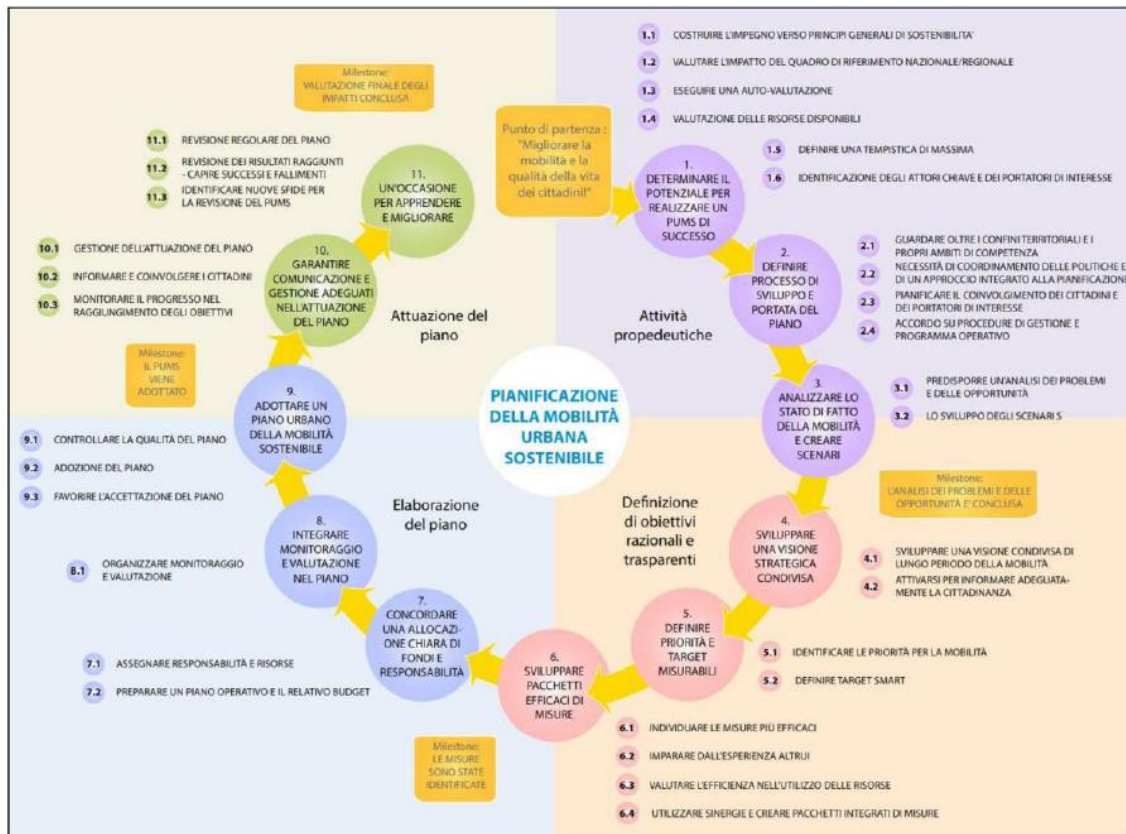 1.1 COSTRUIRE L'IMPEGNO VERSO PRINCIPI GENERALI DI SOSTENIBILITA'
1.2 VALUTARE L'IMPATTO DEL QUADRO DI RIFERIMENTO NAZIONALE/REGIONALE
1.3 ESEGUIRE UNA AUTO-VALUTAZIONE
1.4 VALUTAZIONE DELLE RISORSE DISPONIBILI
1.5 DEFINIRE UNA TEMPISTICA DI MASSIMA
1.6 IDENTIFICAZIONE DEGLI ATTORI CHIAVE E DEI PORTATORI DI INTERESSE
Punto di partenza :
"Migliorare la
mobilità e la
qualità della vita
dei cittadini!"
1.
DETERMINARE IL
POTENZIALE PER
REALIZZARE UN
PUMS DI
SUCCESSO
2.
DEFINIRE
PROCESSO DI
SVILUPPO E
PORTATA DEL
PIANO
2.1 GUARDARE OLTRE I CONFINI TERRITORIALI E I
PROPRI AMBITI DI COMPETENZA
2.2 NECESSITÀ DI COORDINAMENTO DELLE POLITICHE E
DI UN APPROCCIO INTEGRATO ALLA PIANIFICAZIONE
2.3 PIANIFICARE IL COINVOLGIMENTO DEI CITTADINI E
DEI PORTATORI DI INTERESSE
2.4 ACCORDO SU PROCEDURE DI GESTIONE E
PROGRAMMA OPERATIVO
Attività
propedeutiche
3.
ANALIZZARE LO
STATO DI FATTO
DELLA MOBILITÀ
E CREARE
SCENARI
3.1 PREDISPORRE UN'ANALISI DEI PROBLEMI
E DELLE OPPORTUNITÀ
3.2 LO SVILUPPO DEGLI SCENARI S
Milestone:
L'ANALISI DEI PROBLEMI E DELLE
OPPORTUNITÀ E' CONCLUSA
PIANIFICAZIONE
DELLA MOBILITÀ
URBANA
SOSTENIBILE
Definizione
di obiettivi
razionali e
trasparenti
4.
SVILUPPARE
UNA VISIONE
STRATEGICA
CONDIVISA
4.1 SVILUPPARE UNA VISIONE CONDIVISA DI
LUNGO PERIODO DELLA MOBILITÀ
4.2 ATTIVARSI PER INFORMARE ADEGUATA-
MENTE LA CITTADINANZA
5.
DEFINIRE
PRIORITÀ E
TARGET
MISURABILI
5.1 IDENTIFICARE LE PRIORITÀ PER LA MOBILITÀ
5.2 DEFINIRE TARGET SMART
6.
SVILUPPARE
PACCHETTI
EFFICACI DI
MISURE
6.1 INDIVIDUARE LE MISURE PIÙ EFFICACI
6.2 IMPARARE DALL'ESPERIENZA ALTRUI
6.3 VALUTARE L'EFFICIENZA NELL'UTILIZZO DELLE RISORSE
6.4 UTILIZZARE SINERGIE E CREARE PACCHETTI INTEGRATI DI MISURE
Milestone:
LE MISURE
SONO STATE
IDENTIFICATE
Elaborazione
del piano
7.
CONCORDARE
UNA ALLOCAZI-
ONE CHIARA DI
FONDI E
RESPONSABILITÀ
7.1 ASSEGNARE RESPONSABILITÀ E RISORSE
7.2 PREPARARE UN PIANO OPERATIVO E IL RELATIVO BUDGET
8.
INTEGRARE
MONITORAGGIO
E VALUTAZIONE
NEL PIANO
8.1 ORGANIZZARE MONITORAGGIO
E VALUTAZIONE
9.
ADOTTARE UN
PIANO URBANO
DELLA MOBILITÀ
SOSTENIBILE
9.1 CONTROLLARE LA QUALITÀ DEL PIANO
9.2 ADOZIONE DEL PIANO
9.3 FAVORIRE L'ACCETTAZIONE DEL PIANO
Milestone:
IL PUMS
VIENE
ADOTTATO
Attuazione del
piano
10.
GARANTIRE
COMUNICAZIONE E
GESTIONE ADEGUATI
NELL'ATTUAZIONE
DEL PIANO
10.1 GESTIONE DELL'ATTUAZIONE DEL PIANO
10.2 INFORMARE E COINVOLGERE I CITTADINI
10.3 MONITORARE IL PROGRESSO NEL
RAGGIUNGIMENTO DEGLI OBIETTIVI
11.
UN'OCCASIONE
PER APPRENDERE
E MIGLIORARE
11.1 REVISIONE REGOLARE DEL PIANO
11.2 REVISIONE DEI RISULTATI RAGGIUNTI
- CAPIRE SUCCESSI E FALLIMENTI
11.3 IDENTIFICARE NUOVE SFIDE PER
LA REVISIONE DEL PUMS
Milestone:
VALUTAZIONE FINALE DEGLI
IMPATTI CONCLUSA